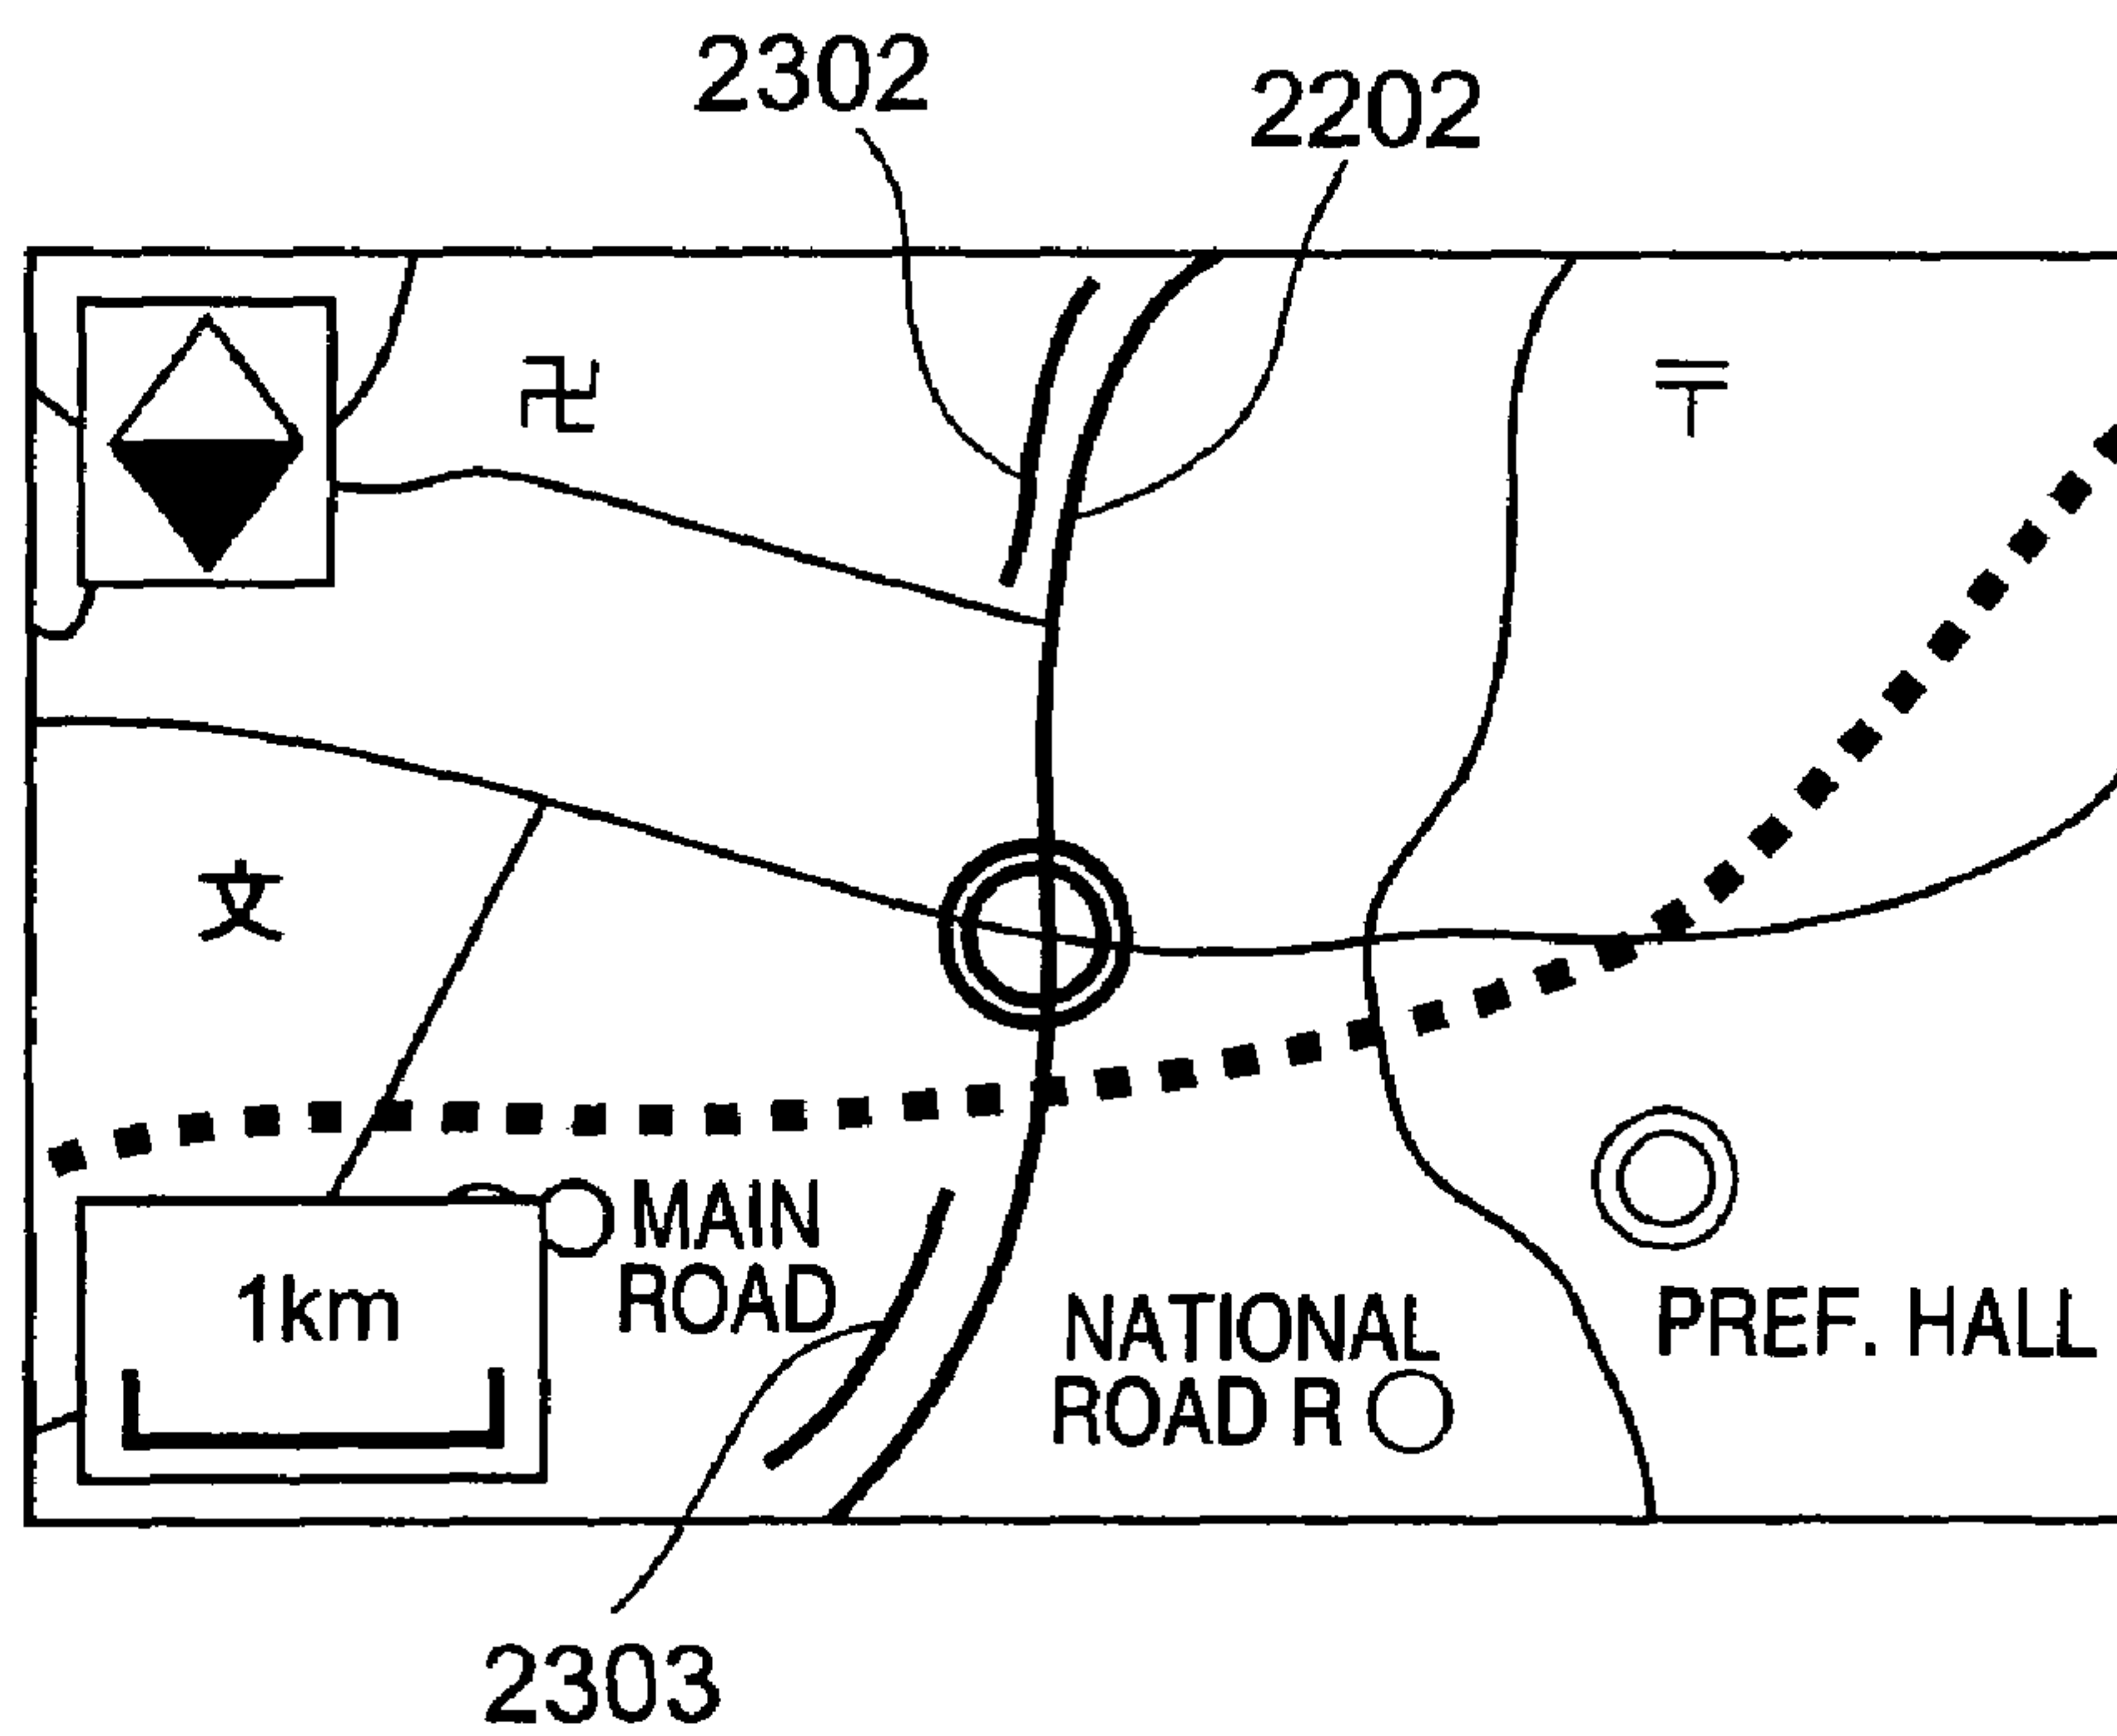 2302
2202
卍
〒
文
○ MAIN
ROAD
1km
NATIONAL
ROAD R ○
◎
PREF. HALL
2303